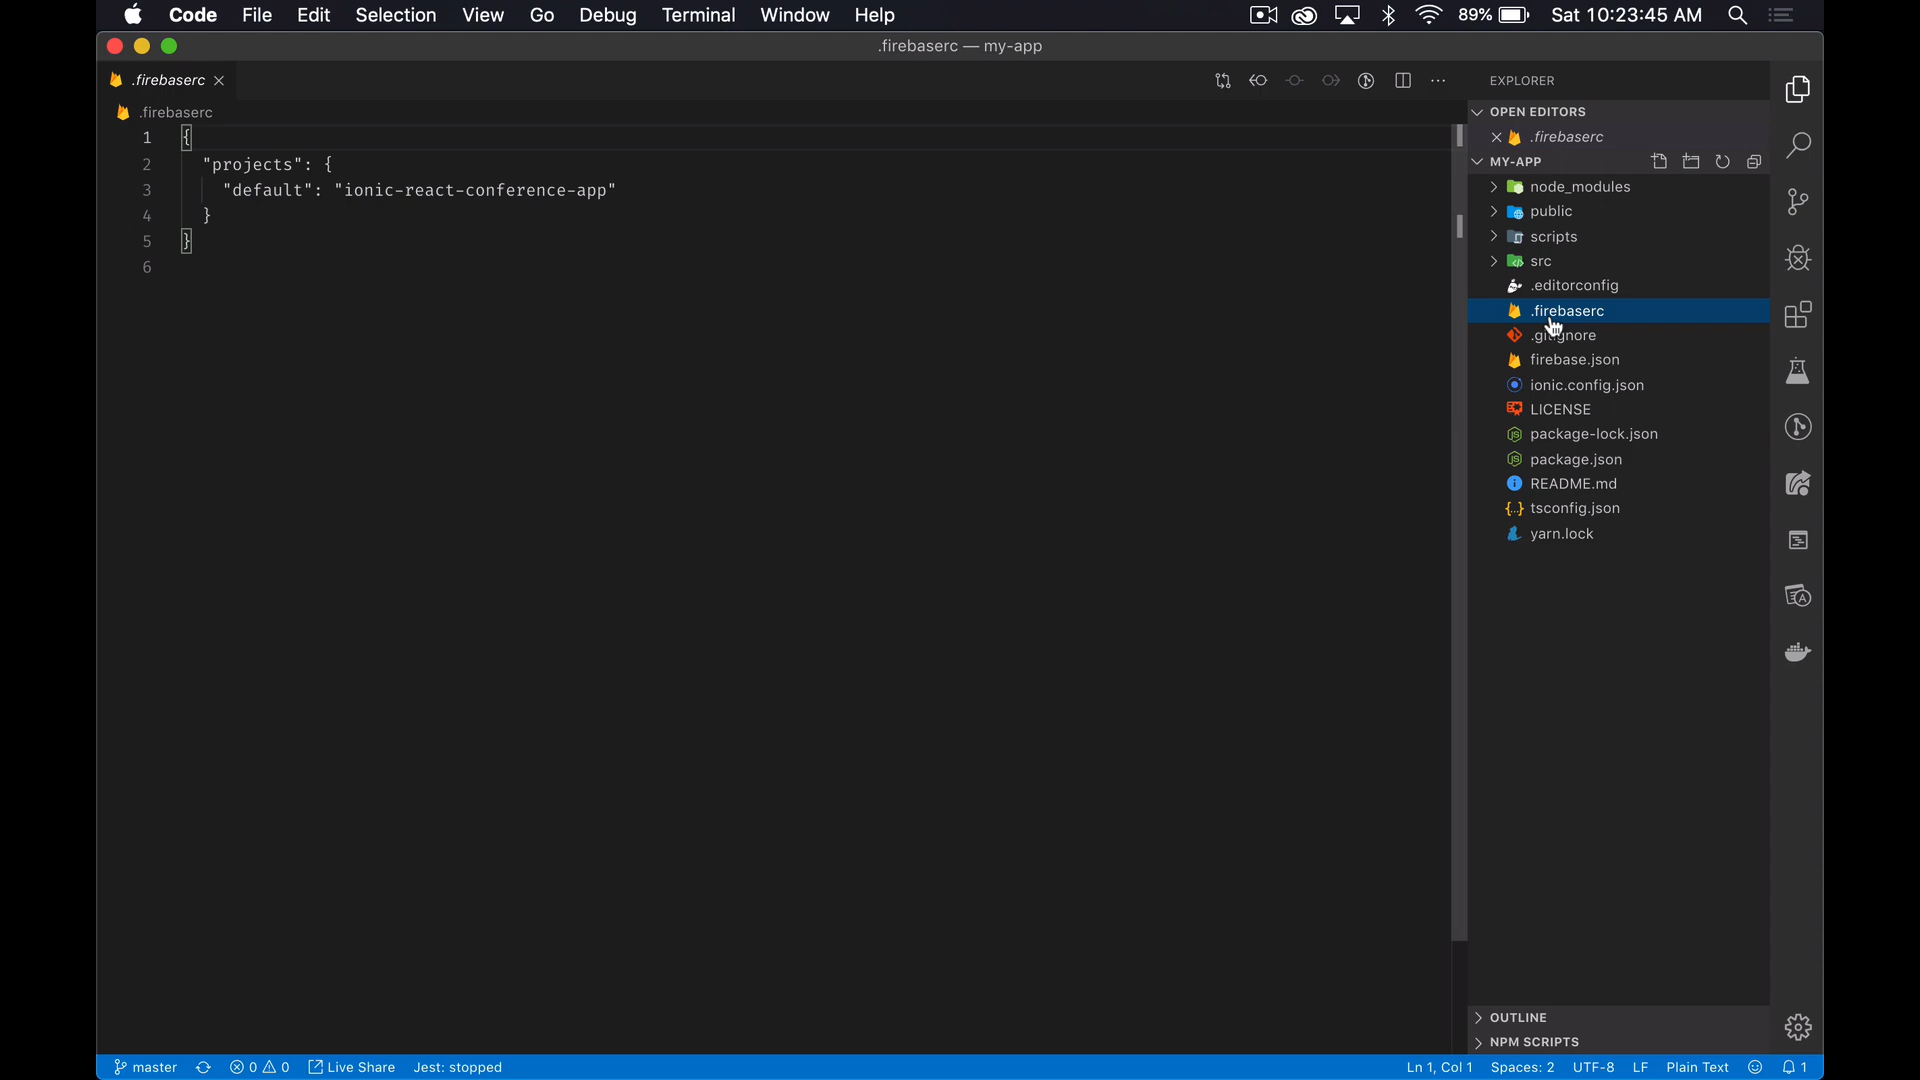 Code File Edit Selection View Go Debug Terminal Window Help 89% Sat 10:23:45 AM
.firebaserc — my-app
.firebaserc
.firebaserc
1 {
2 "projects": {
3 "default": "ionic-react-conference-app"
4 }
5 }
6
EXPLORER
OPEN EDITORS
.firebaserc
MY-APP
node_modules
public
scripts
src
.editorconfig
.firebaserc
.gitignore
firebase.json
ionic.config.json
LICENSE
package-lock.json
package.json
README.md
tsconfig.json
yarn.lock
OUTLINE
NPM SCRIPTS
master 0 0 Live Share Jest: stopped Ln 1, Col 1 Spaces: 2 UTF-8 LF Plain Text 1